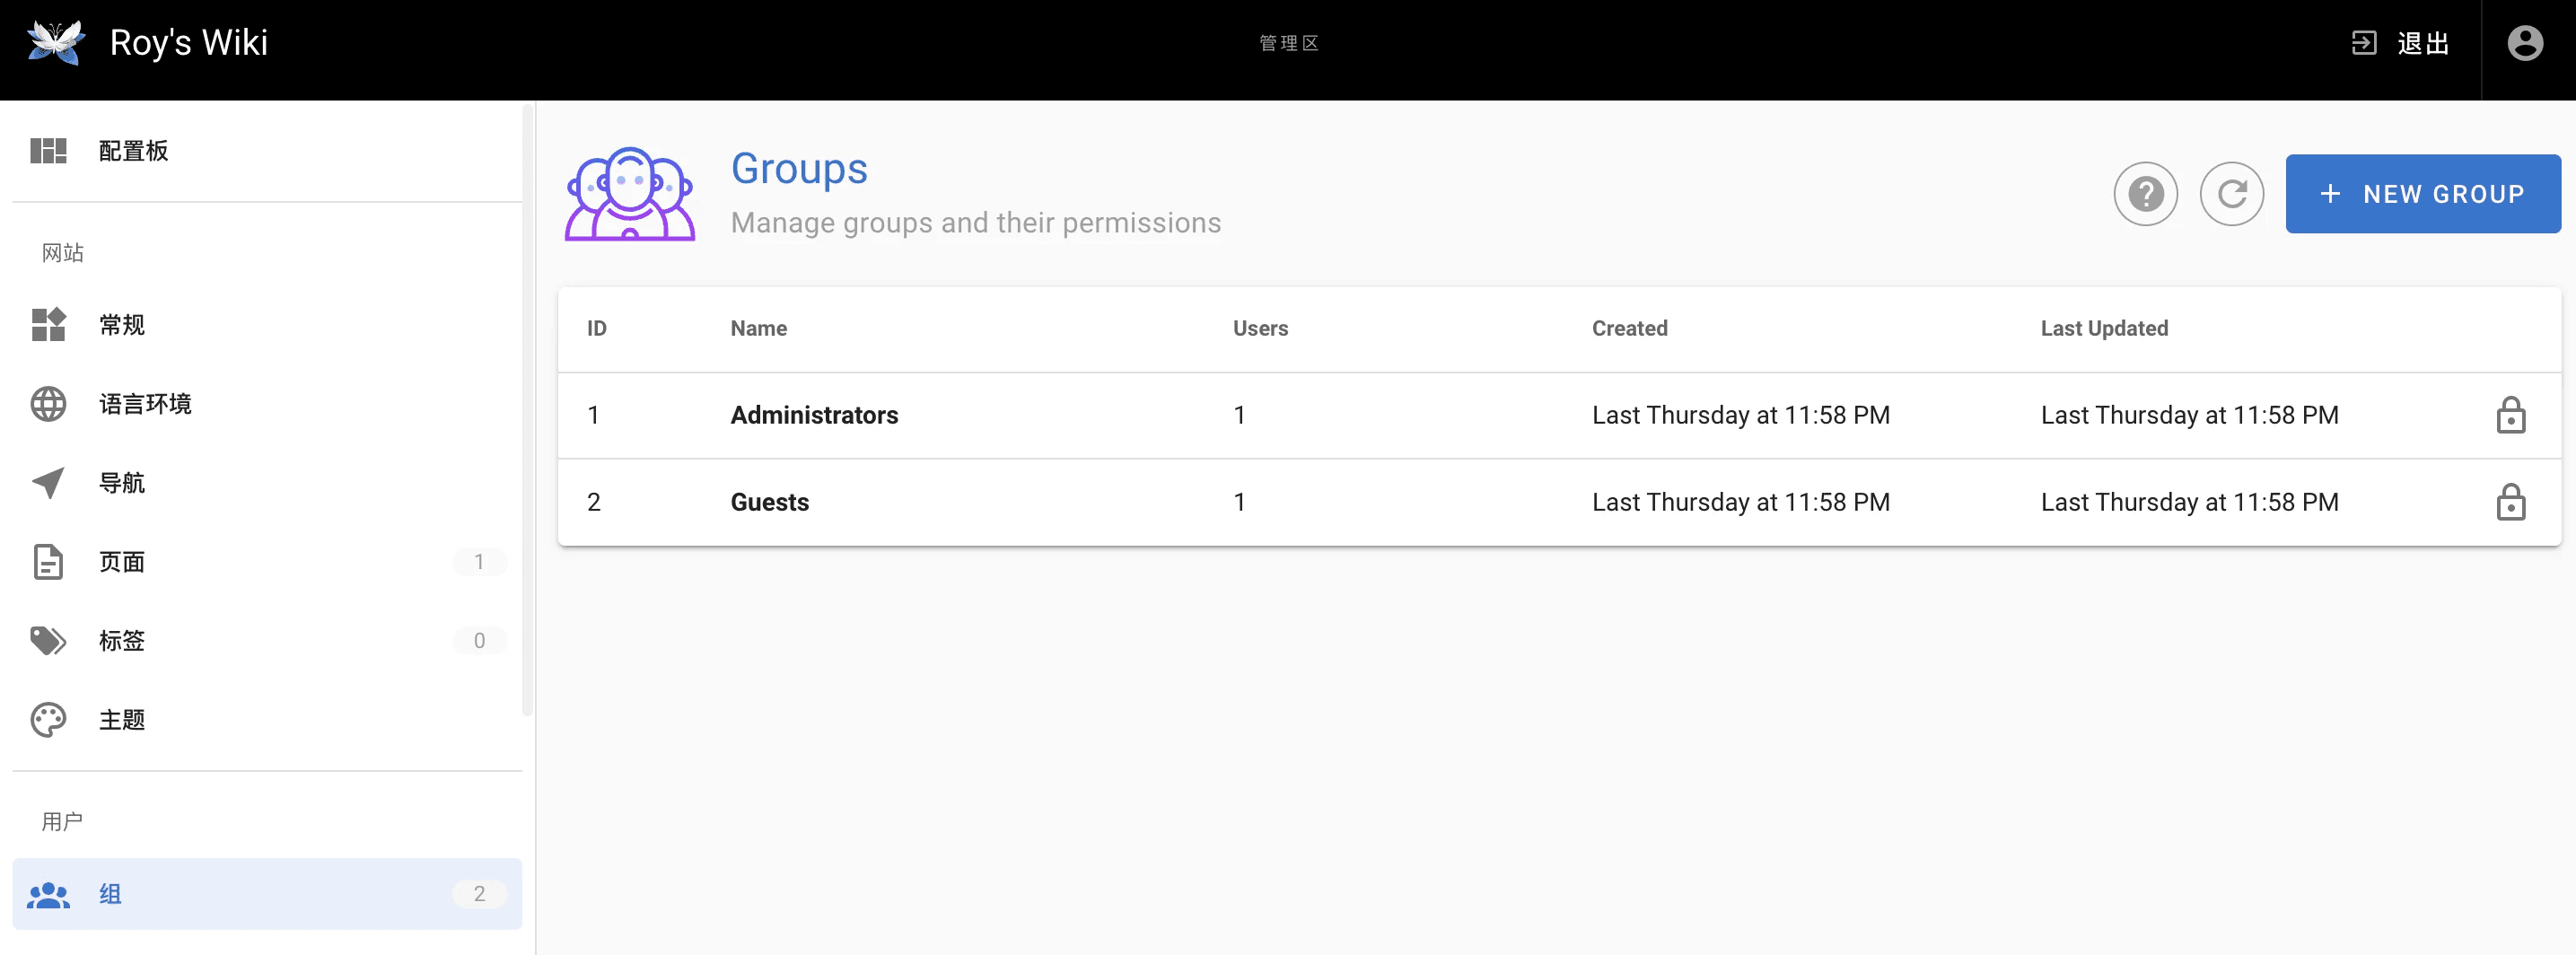 Roy's Wiki
管理区
退出
配置板
网站
常规
语言环境
导航
页面 1
标签 0
主题
用户
组 2
Groups
Manage groups and their permissions
+ NEW GROUP
ID Name Users Created Last Updated
1 Administrators 1 Last Thursday at 11:58 PM Last Thursday at 11:58 PM
2 Guests 1 Last Thursday at 11:58 PM Last Thursday at 11:58 PM